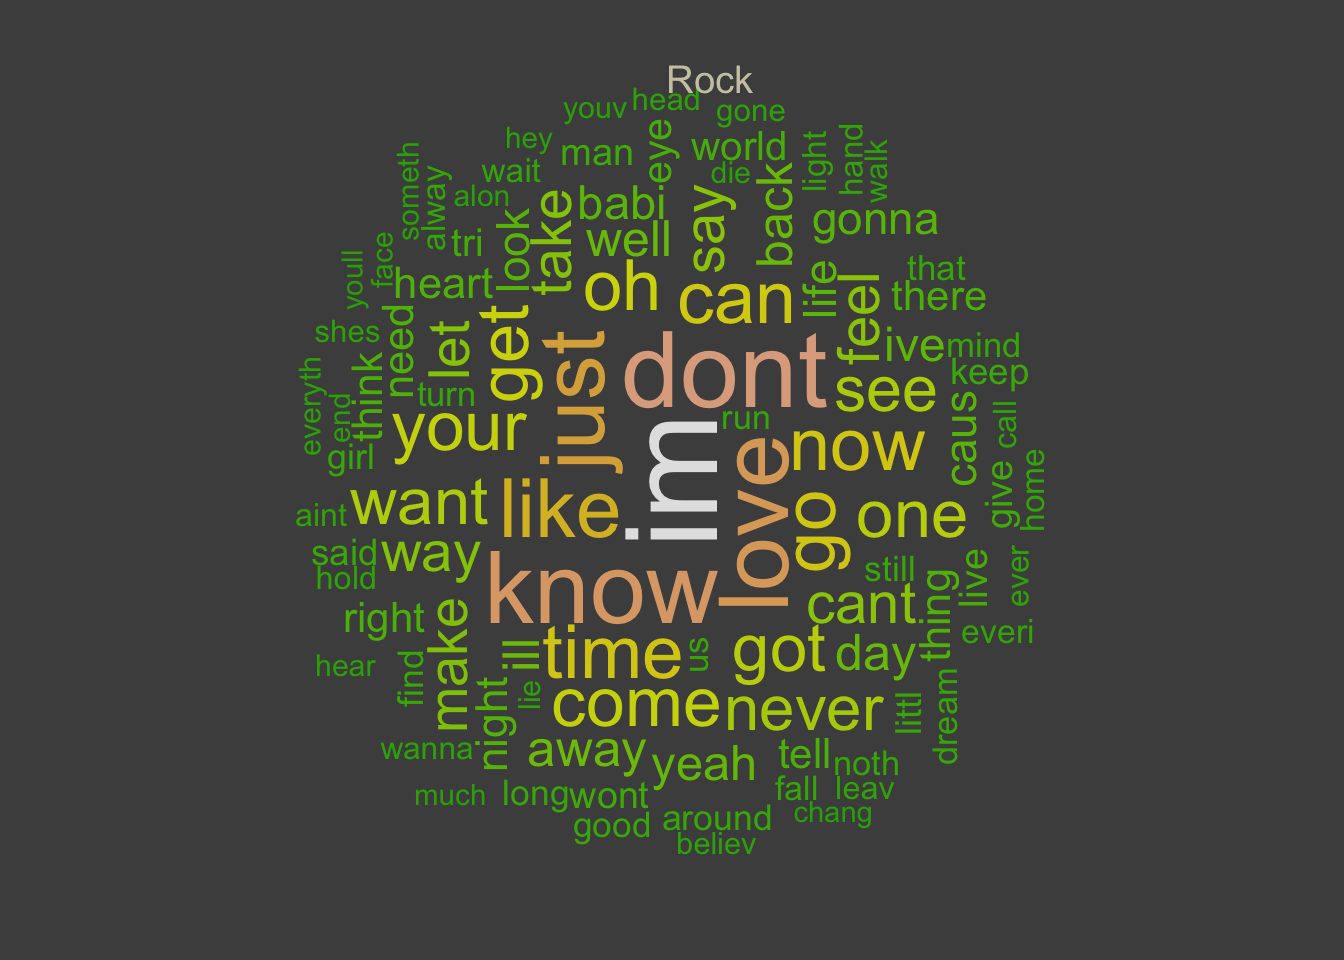 Rock
youv
head
gone
hey
man
eye
world
light
hand
walk
someth
alway
wait
die
alon
babi
say
back
gonna
tri
look
take
well
youll
face
heart
oh
can
life
feel
that
there
shes
need
let
get
just
dont
ive
mind
everyth
end
think
turn
see
keep
girl
your
im
run
love
now
caus
call
aint
want
like
go
one
give
home
said
way
hold
know
still
cant
thing
live
ever
right
make
ill
time
us
got
day
everi
hear
find
night
lie
come
never
littl
dream
wanna
away
yeah
tell
noth
much
long
wont
fall
leav
good
around
chang
believ